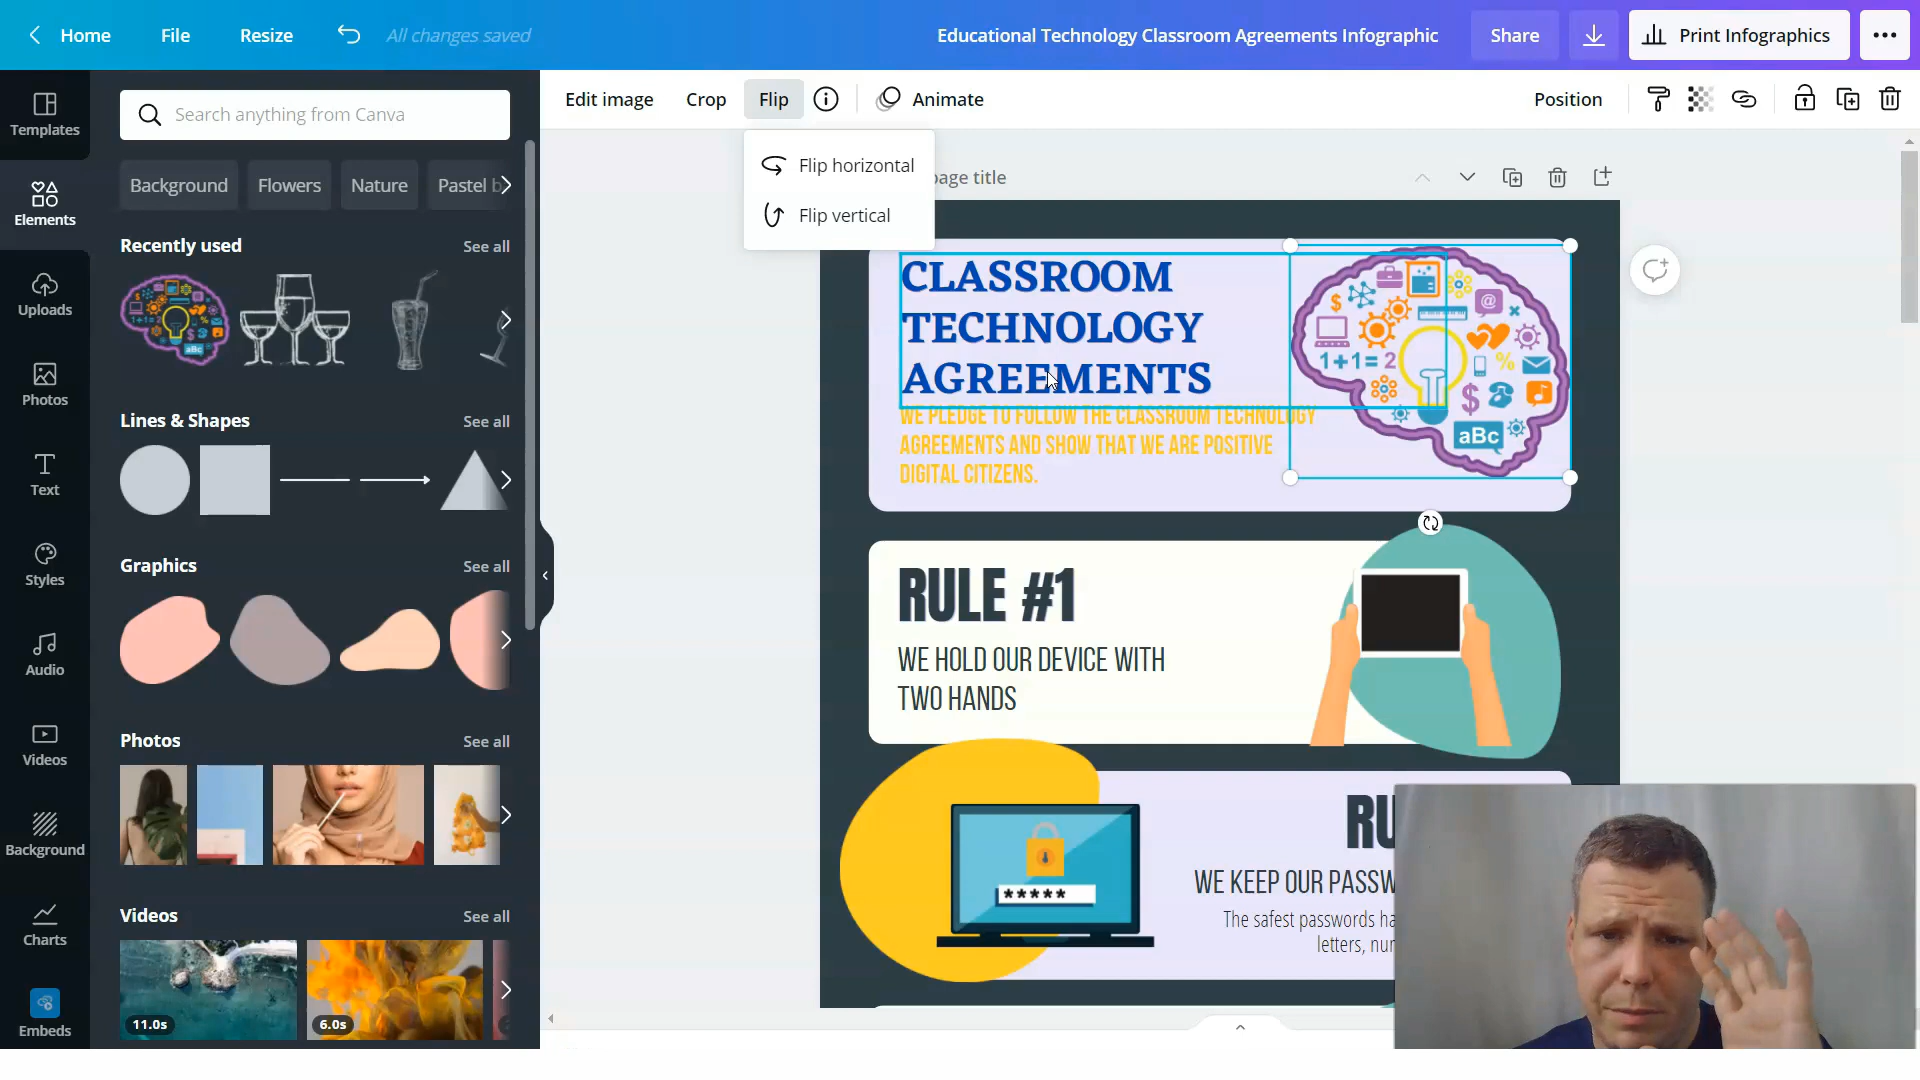 Home
File
Resize
All changes saved
Educational Technology Classroom Agreements Infographic
Share
Print Infographics
Templates
Elements
Uploads
Photos
Text
Styles
Audio
Videos
Background
Charts
Embeds
Search anything from Canva
Background
Flowers
Nature
Pastel b
Recently used
See all
Lines & Shapes
See all
Graphics
See all
Photos
See all
Videos
See all
11.0s
6.0s
Edit image
Crop
Flip
Animate
Position
Flip horizontal
Flip vertical
page title
CLASSROOM
TECHNOLOGY
AGREEMENTS
WE PLEDGE TO FOLLOW THE CLASSROOM TECHNOLOGY
AGREEMENTS AND SHOW THAT WE ARE POSITIVE
DIGITAL CITIZENS.
$
@
1+1=2
%
$
aBc
RULE #1
WE HOLD OUR DEVICE WITH
TWO HANDS
*****
RU
WE KEEP OUR PASSW
The safest passwords ha
letters, nu